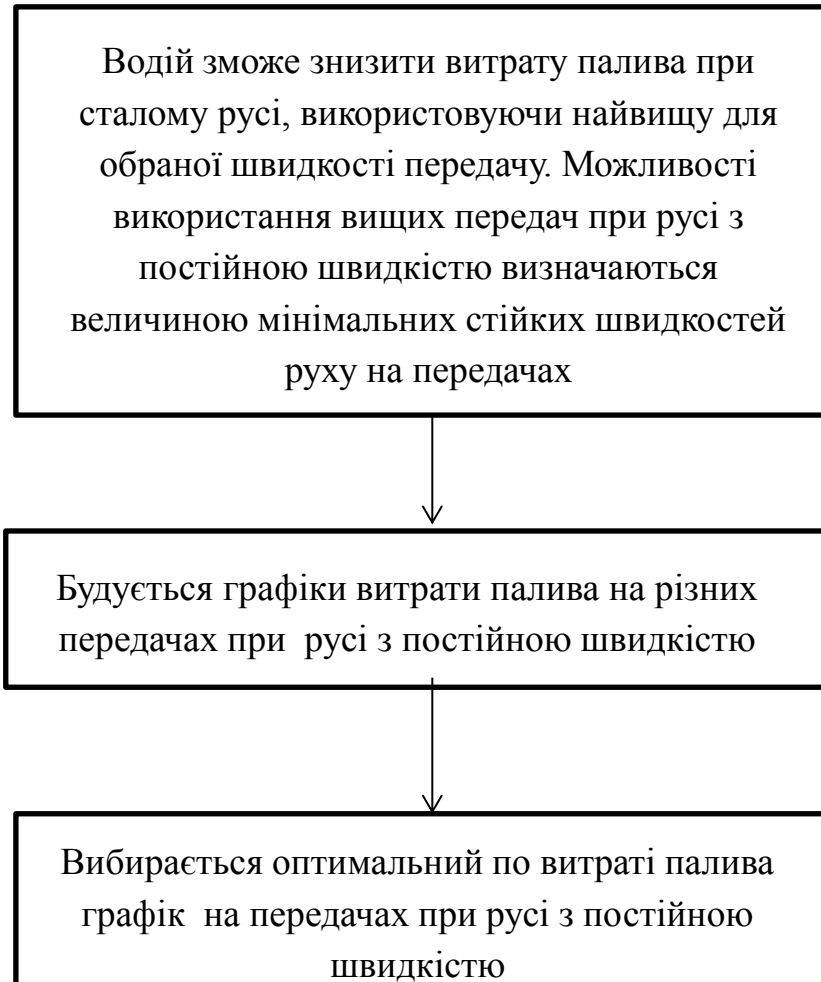 Водій зможе знизити витрату палива при
сталому русі, використовуючи найвищу для
обраної швидкості передачу. Можливості
використання вищих передач при русі з
постійною швидкістю визначаються
величиною мінімальних стійких швидкостей
руху на передачах
Будується графіки витрати палива на різних
передачах при русі з постійною швидкістю
Вибирається оптимальний по витраті палива
графік на передачах при русі з постійною
швидкістю